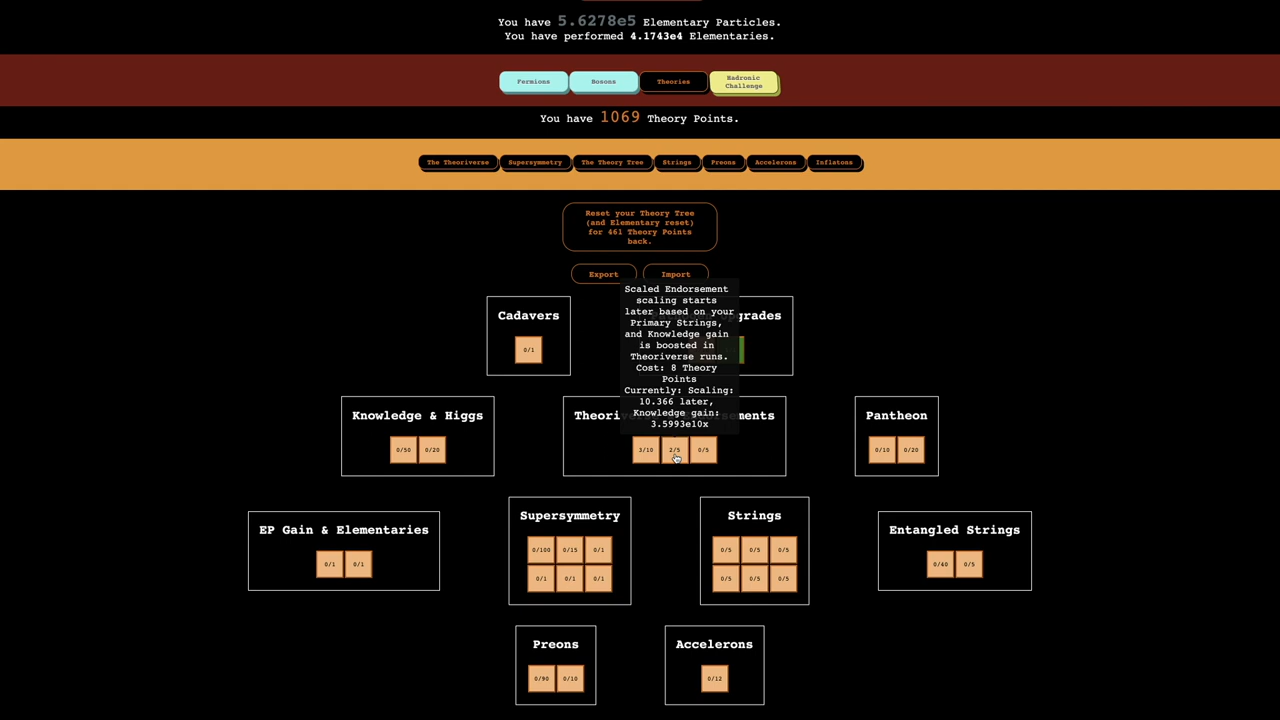 You have 5.6278e5 Elementary Particles.
You have performed 4.1743e4 Elementaries.
Fermions
Bosons
Theories
Hadronic
Challenge
You have 1069 Theory Points.
The Theoriverse
Supersymmetry
The Theory Tree
Strings
Preons
Accelerons
Inflatons
Reset your Theory Tree
(and Elementary reset)
for 461 Theory Points
back.
Export
Import
Scaled Endorsement
scaling starts
later based on your
Primary Strings,
and Knowledge gain
is boosted in
Theoriverse runs.
Cost: 8 Theory
Points
Currently: Scaling:
10.366 later,
Knowledge gain:
3.5993e10x
Cadavers
0/1
grades
Knowledge & Higgs
0/50 0/20
Theoriv ments
3/10 2/5 0/5
Pantheon
0/10 0/20
EP Gain & Elementaries
0/1 0/1
Supersymmetry
0/100 0/15 0/1
0/1 0/1 0/1
Strings
0/5 0/5 0/5
0/5 0/5 0/5
Entangled Strings
0/40 0/5
Preons
0/90 0/10
Accelerons
0/12